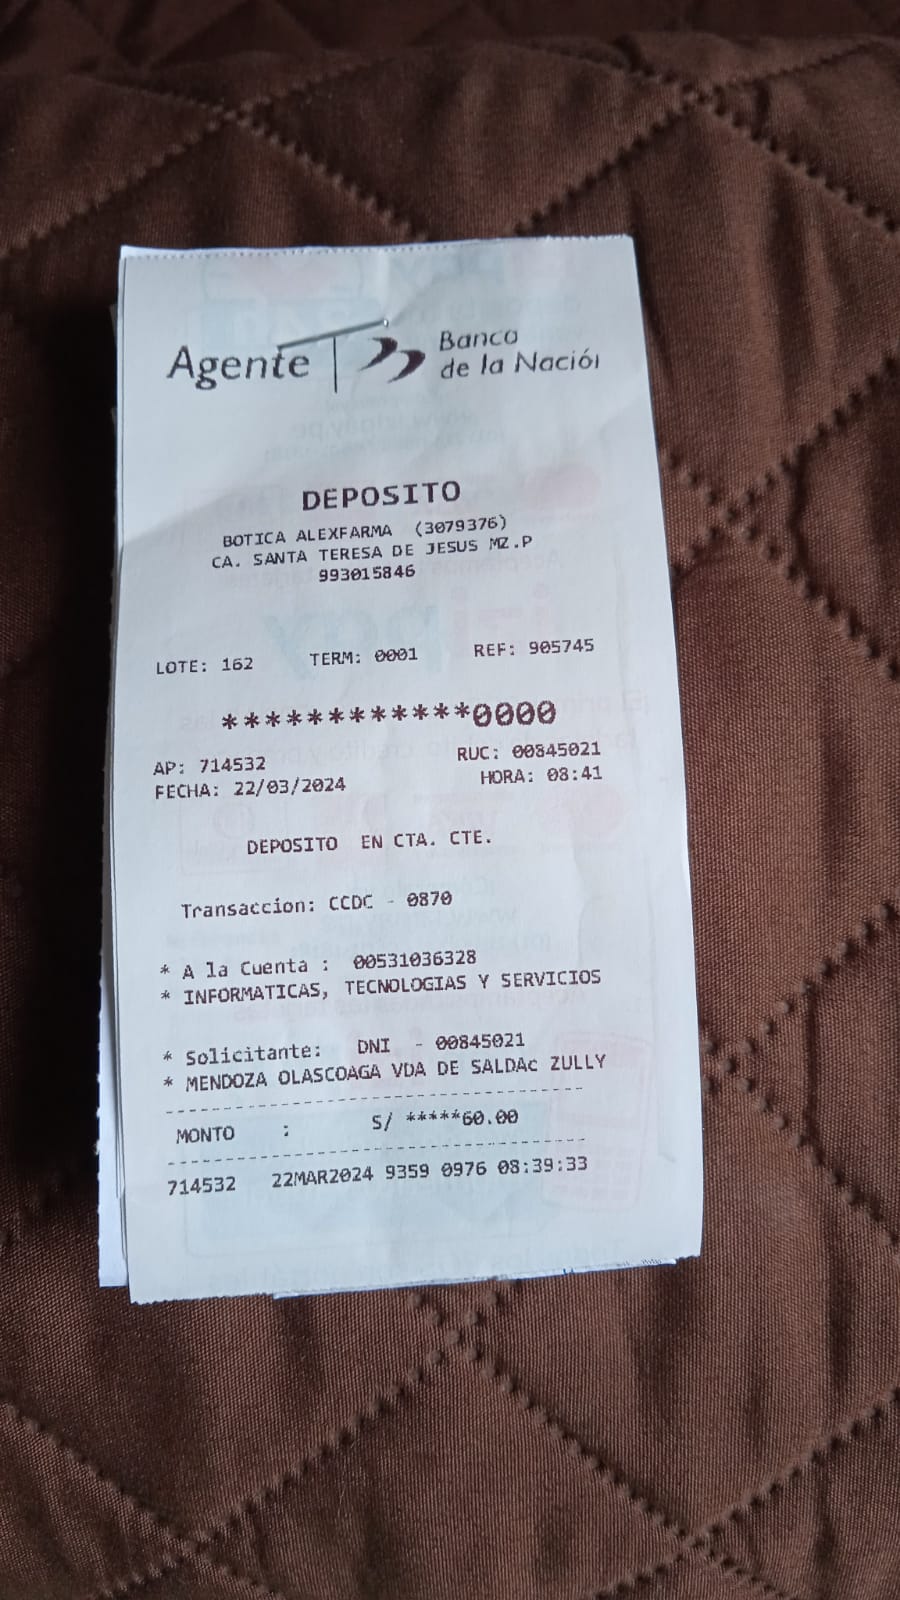 Agente
Banco
de la Nació
DEPOSITO
BOTICA ALEXFARMA (3079376)
CA. SANTA TERESA DE JESUS MZ.P
993015846
LOTE: 162 TERM: 0001 REF: 905745
************0000
AP: 714532 RUC: 00845021
FECHA: 22/03/2024 HORA: 08:41
DEPOSITO EN CTA. CTE.
Transaccion: CCDC - 0870
* A la Cuenta : 00531036328
* INFORMATICAS, TECNOLOGIAS Y SERVICIOS
* Solicitante: DNI - 00845021
* MENDOZA OLASCOAGA VDA DE SALDAc ZULLY
MONTO : S/ *****60.00
714532 22MAR2024 9359 0976 08:39:33